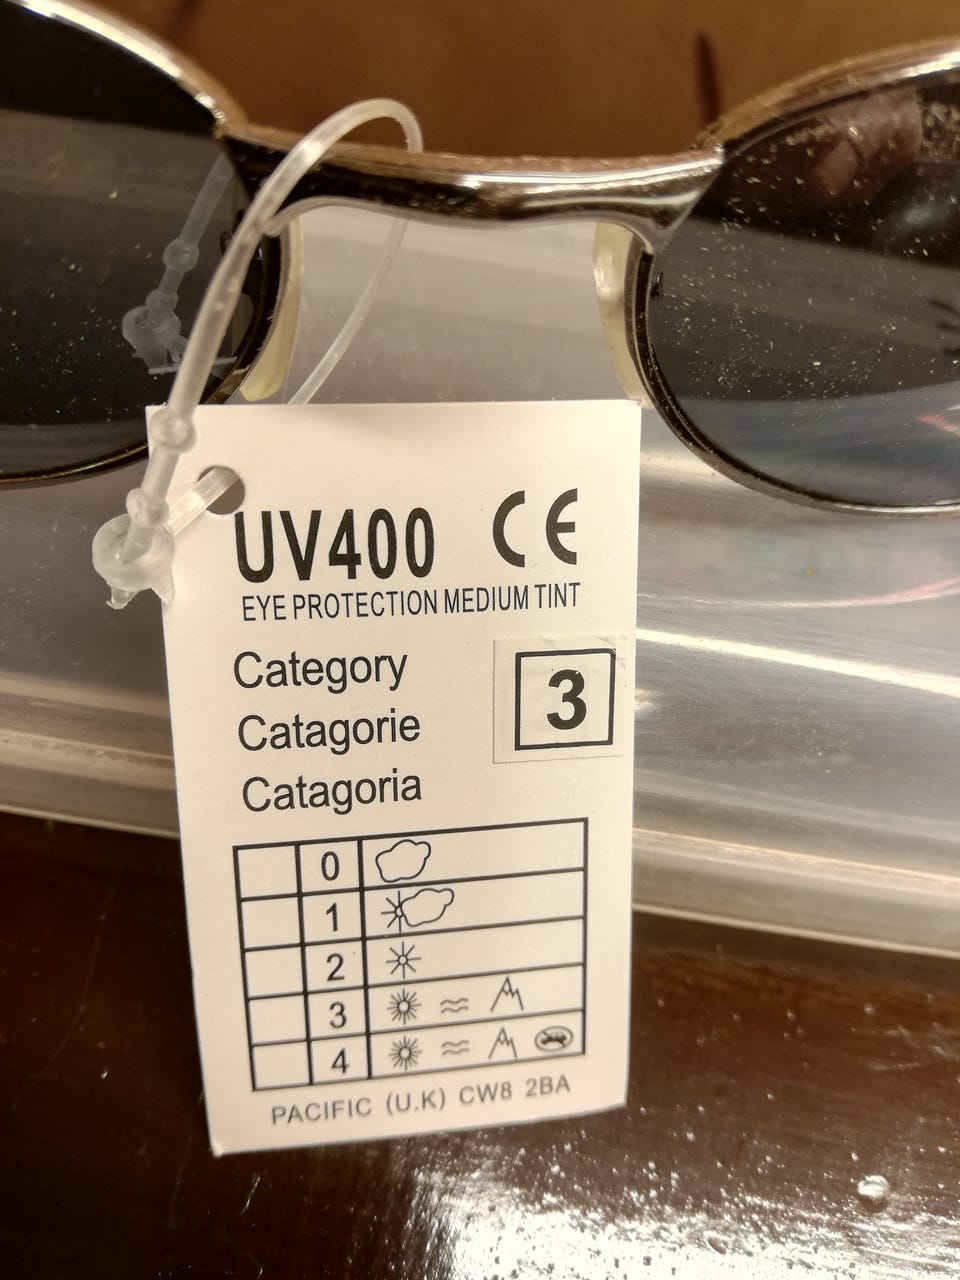 UV400 CE
EYE PROTECTION MEDIUM TINT
Category 3
Catagorie
Catagoria
0
1
2
3
4
PACIFIC (U.K) CW8 2BA